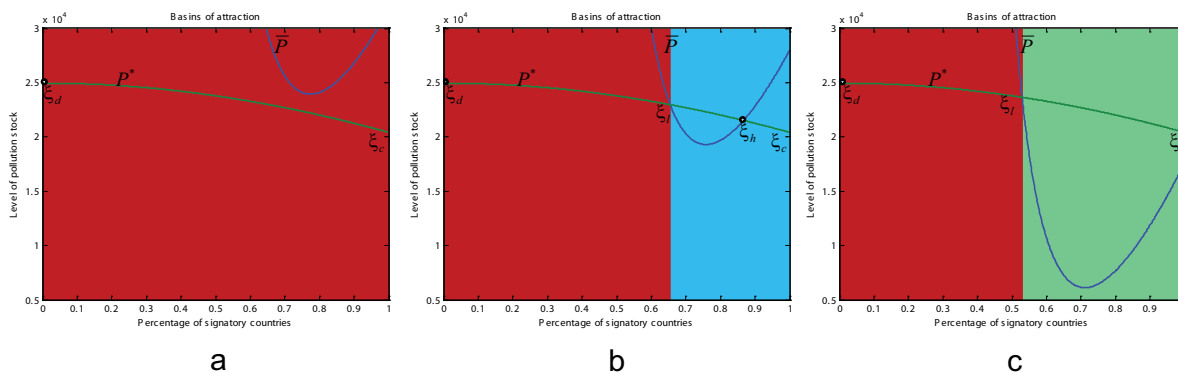 Basins of attraction
x 10⁴
3
2.5
2
1.5
1
0.5
0 0.1 0.2 0.3 0.4 0.5 0.6 0.7 0.8 0.9 1
Level of pollution stock
Percentage of signatory countries
P̅
P*
ξd
ξc
a
Basins of attraction
x 10⁴
3
2.5
2
1.5
1
0.5
0 0.1 0.2 0.3 0.4 0.5 0.6 0.7 0.8 0.9 1
Level of pollution stock
Percentage of signatory countries
P̅
P*
ξd
ξl
ξh
ξc
b
Basins of attraction
x 10⁴
3
2.5
2
1.5
1
0.5
0 0.1 0.2 0.3 0.4 0.5 0.6 0.7 0.8 0.9
Level of pollution stock
Percentage of signatory countries
P̅
P*
ξd
ξl
ξ
c